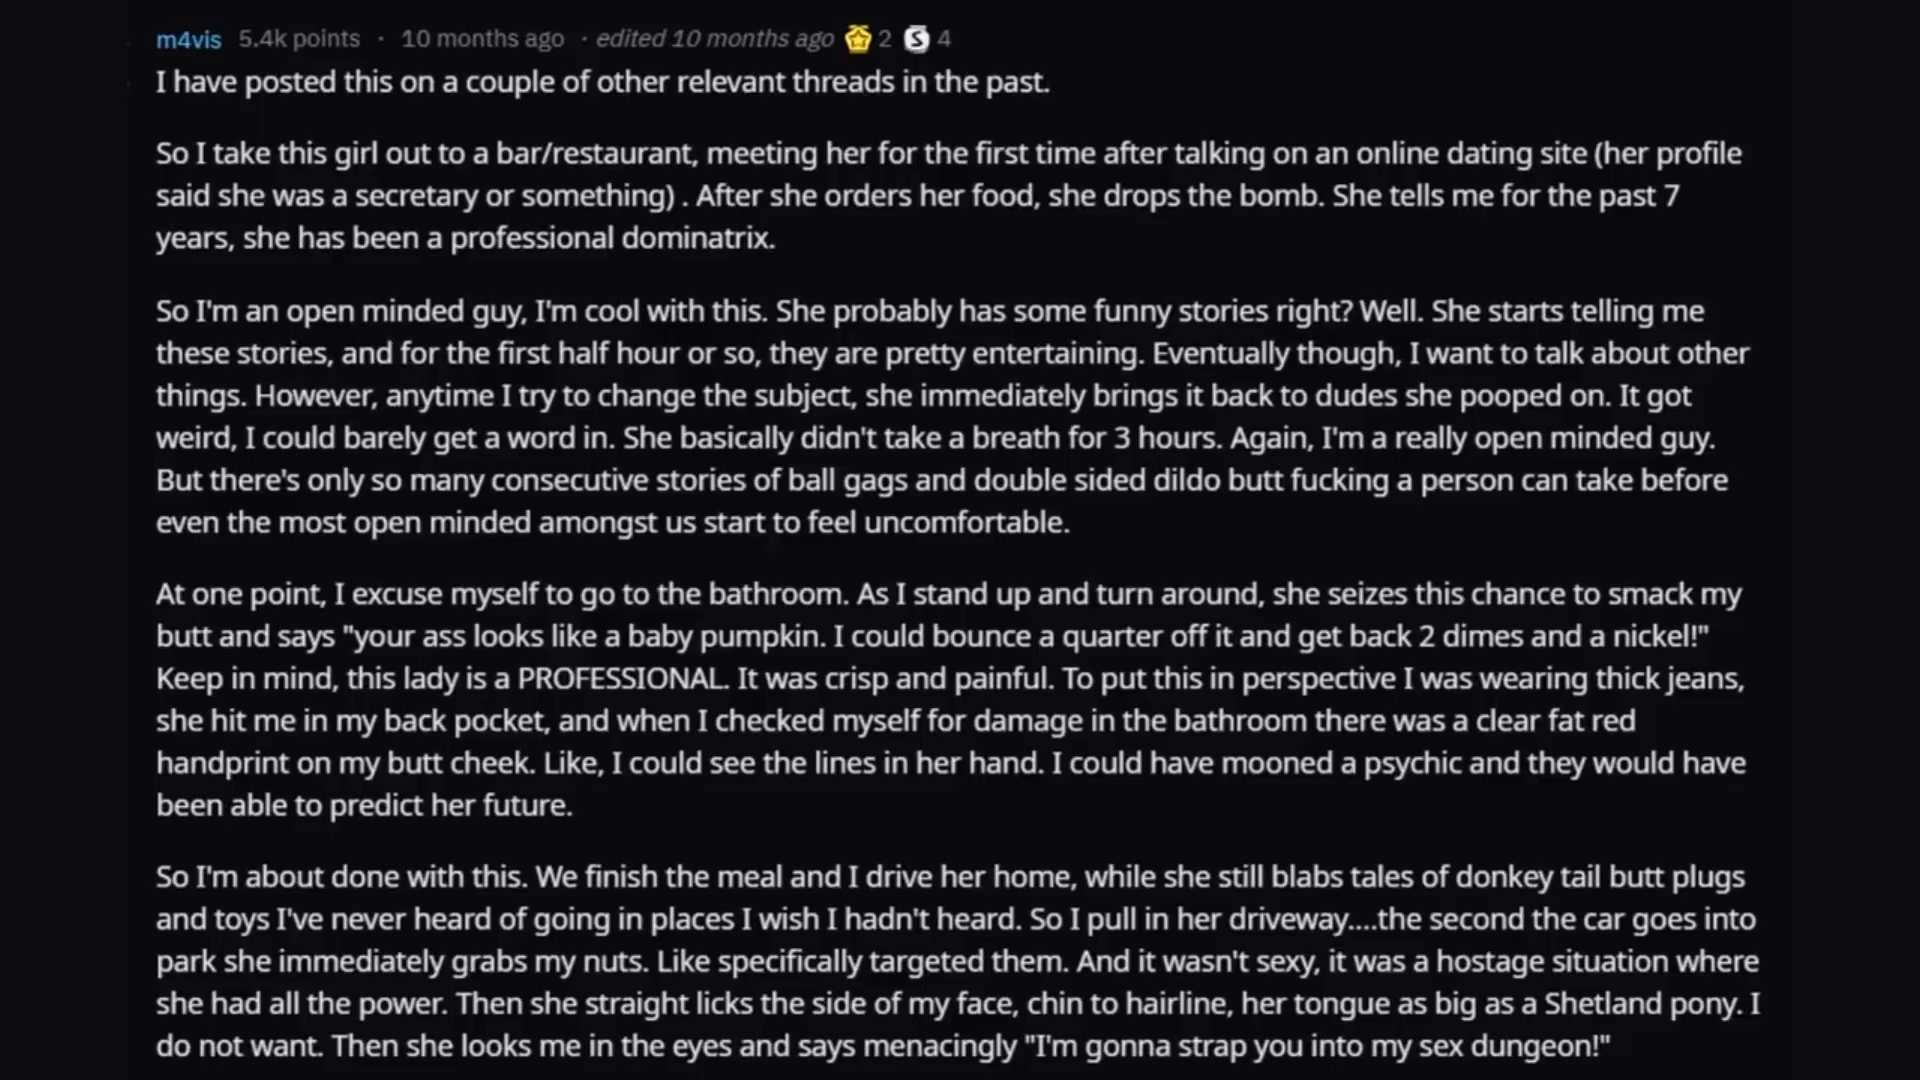 m4vis 5.4k points · 10 months ago · edited 10 months ago 2 S 4
I have posted this on a couple of other relevant threads in the past.
So I take this girl out to a bar/restaurant, meeting her for the first time after talking on an online dating site (her profile
said she was a secretary or something) . After she orders her food, she drops the bomb. She tells me for the past 7
years, she has been a professional dominatrix.
So I'm an open minded guy, I'm cool with this. She probably has some funny stories right? Well. She starts telling me
these stories, and for the first half hour or so, they are pretty entertaining. Eventually though, I want to talk about other
things. However, anytime I try to change the subject, she immediately brings it back to dudes she pooped on. It got
weird, I could barely get a word in. She basically didn't take a breath for 3 hours. Again, I'm a really open minded guy.
But there's only so many consecutive stories of ball gags and double sided dildo butt fucking a person can take before
even the most open minded amongst us start to feel uncomfortable.
At one point, I excuse myself to go to the bathroom. As I stand up and turn around, she seizes this chance to smack my
butt and says "your ass looks like a baby pumpkin. I could bounce a quarter off it and get back 2 dimes and a nickel!"
Keep in mind, this lady is a PROFESSIONAL. It was crisp and painful. To put this in perspective I was wearing thick jeans,
she hit me in my back pocket, and when I checked myself for damage in the bathroom there was a clear fat red
handprint on my butt cheek. Like, I could see the lines in her hand. I could have mooned a psychic and they would have
been able to predict her future.
So I'm about done with this. We finish the meal and I drive her home, while she still blabs tales of donkey tail butt plugs
and toys I've never heard of going in places I wish I hadn't heard. So I pull in her driveway....the second the car goes into
park she immediately grabs my nuts. Like specifically targeted them. And it wasn't sexy, it was a hostage situation where
she had all the power. Then she straight licks the side of my face, chin to hairline, her tongue as big as a Shetland pony. I
do not want. Then she looks me in the eyes and says menacingly "I'm gonna strap you into my sex dungeon!"